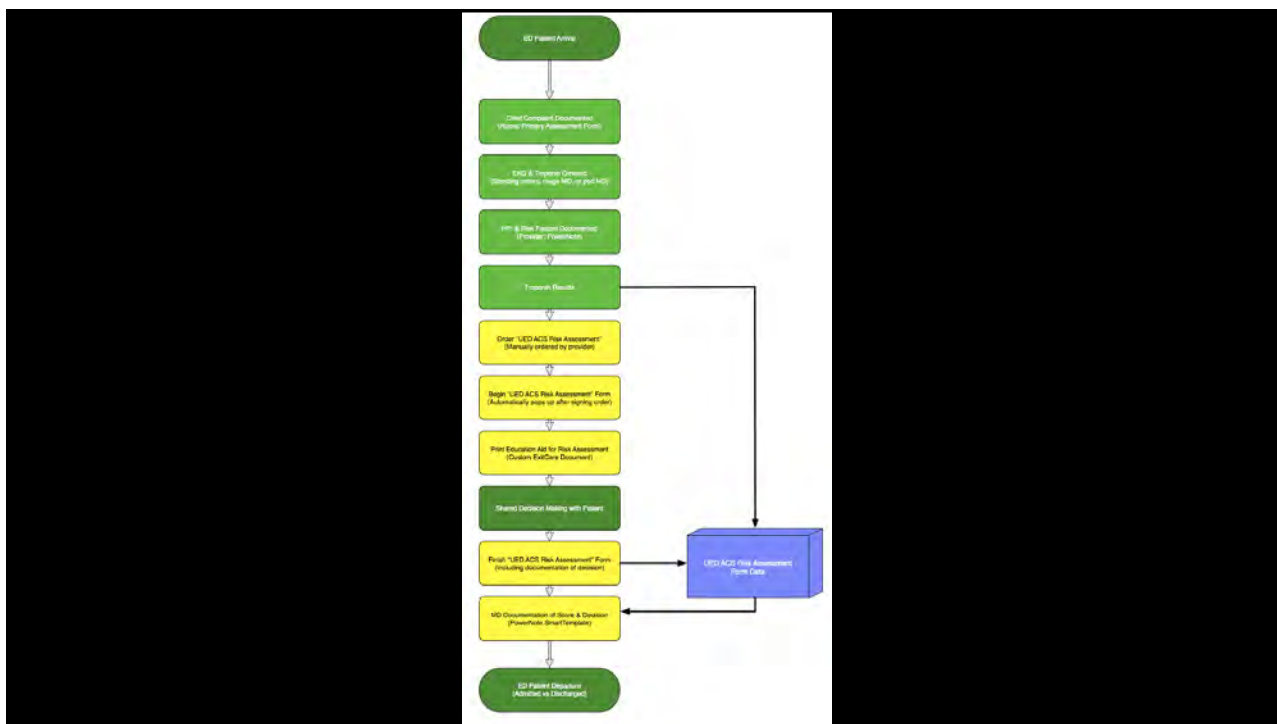 ED Patient Arrival
Chief Complaint Documented
Primary Assessment Form)
EKG & Troponin Ordered
(Standing orders, triage MD, or pod MD)
HPI & Risk Factors Documented
(Provider: PowerNote)
Troponin Results
Order "UED ACS Risk Assessment"
(Manually ordered by provider)
Begin "UED ACS Risk Assessment" Form
(Automatically pops up after signing order)
Print Education Aid for Risk Assessment
(Custom ExitCare Document)
Shared Decision Making with Patient
Finish "UED ACS Risk Assessment" Form
(Including documentation of decision)
UED ACS Risk Assessment
Form Data
MD Documentation of Score & Decision
(PowerNote SmartTemplate)
ED Patient Departure
(Admitted vs Discharged)